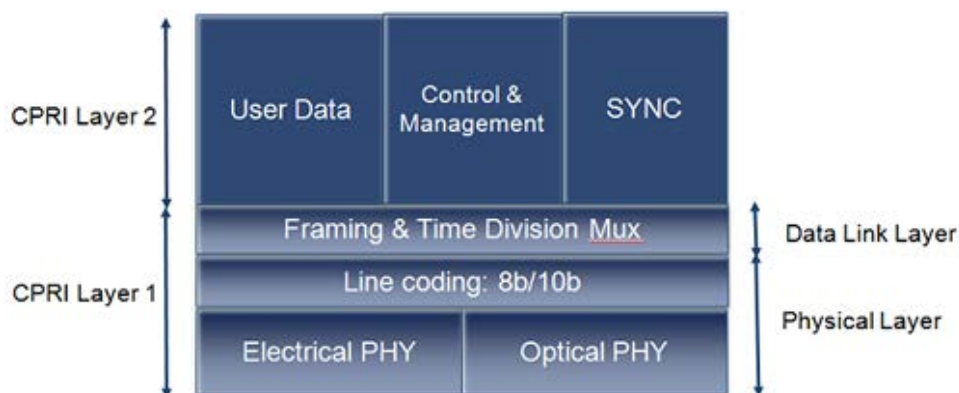 CPRI Layer 2
User Data
Control &
Management
SYNC
Framing & Time Division Mux
Data Link Layer
Line coding: 8b/10b
CPRI Layer 1
Physical Layer
Electrical PHY
Optical PHY